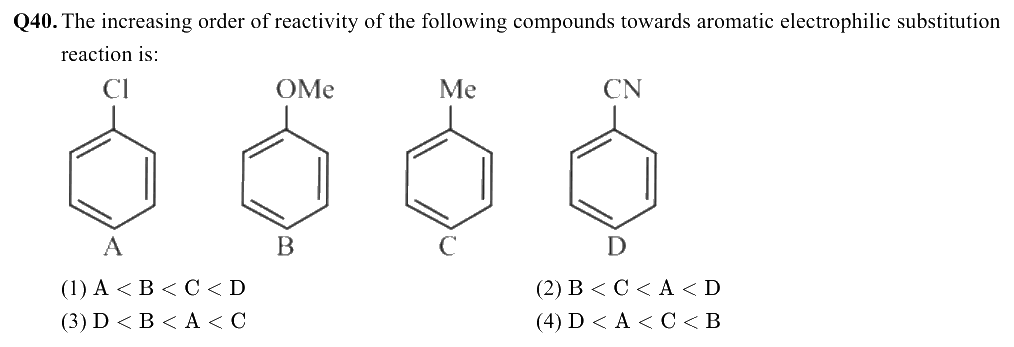 Q40. The increasing order of reactivity of the following compounds towards aromatic electrophilic substitution
reaction is:
Cl OMe Me CN
A B C D
(1) A < B < C < D (2) B < C < A < D
(3) D < B < A < C (4) D < A < C < B